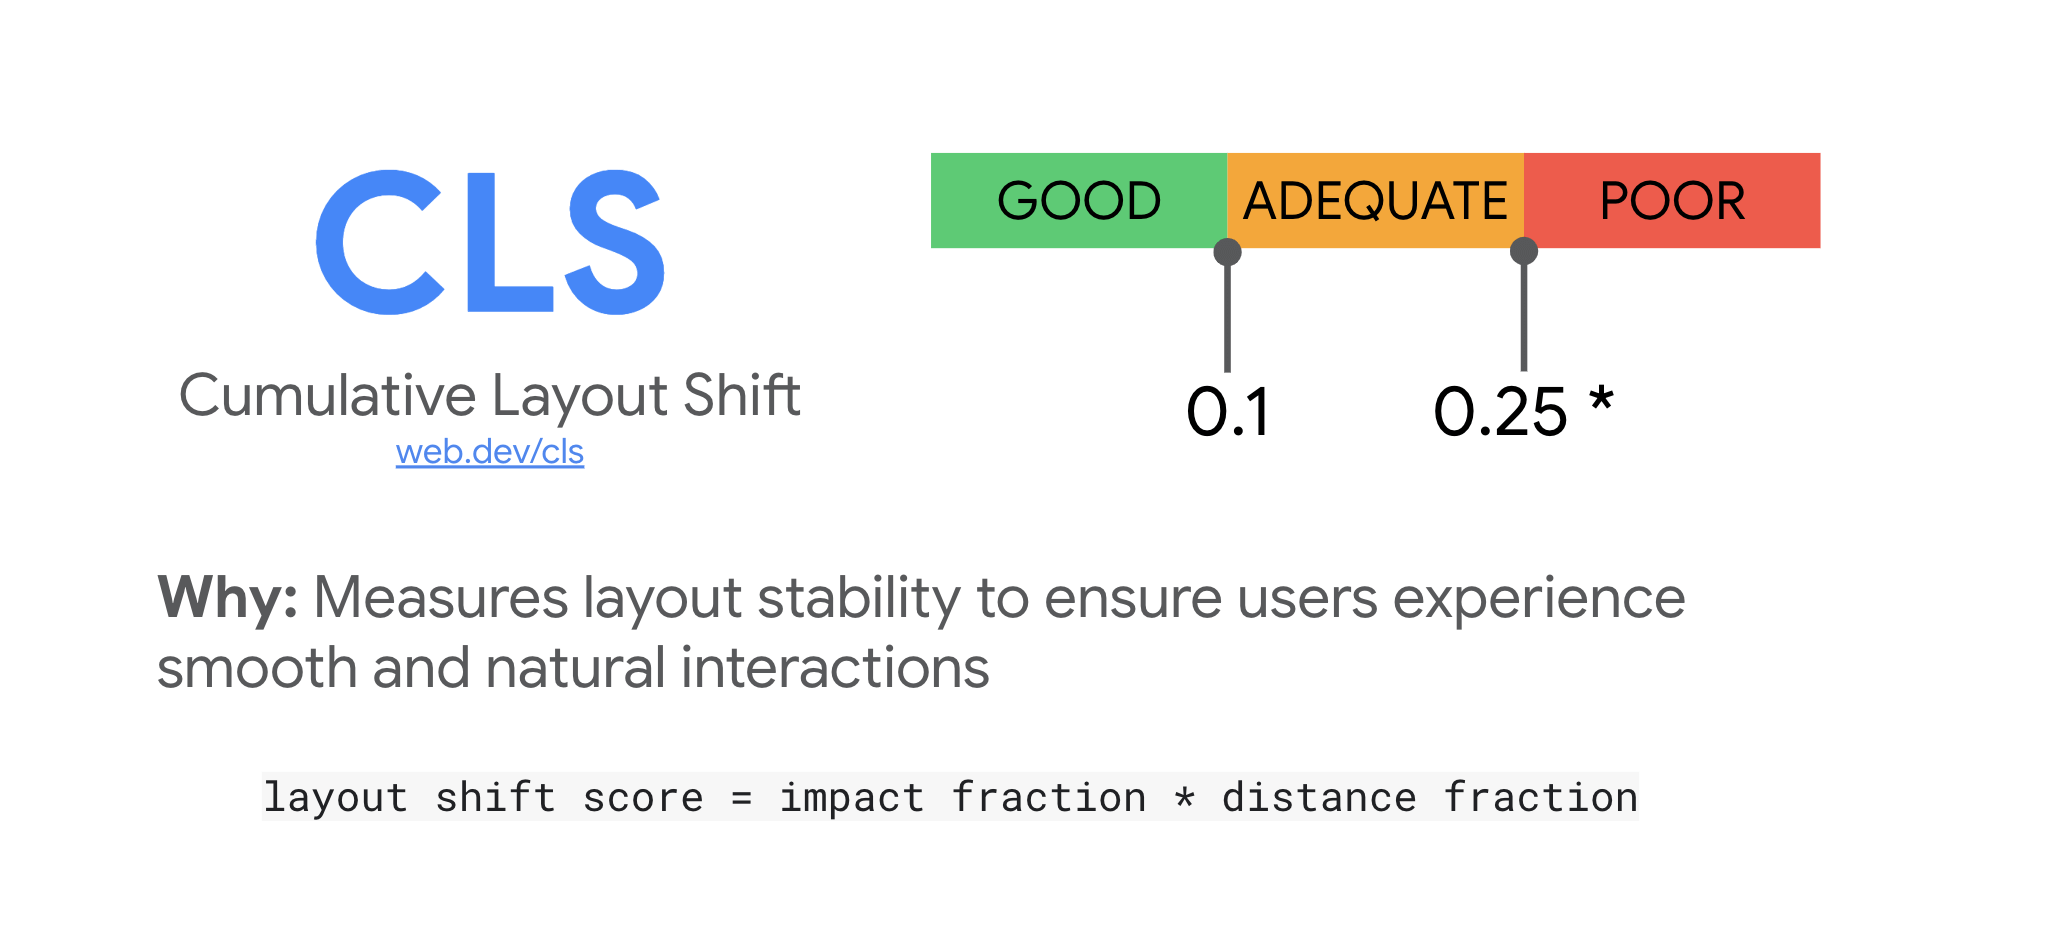 CLS
Cumulative Layout Shift
web.dev/cls
GOOD
ADEQUATE
POOR
0.1
0.25 *
Why: Measures layout stability to ensure users experience
smooth and natural interactions
layout shift score = impact fraction * distance fraction